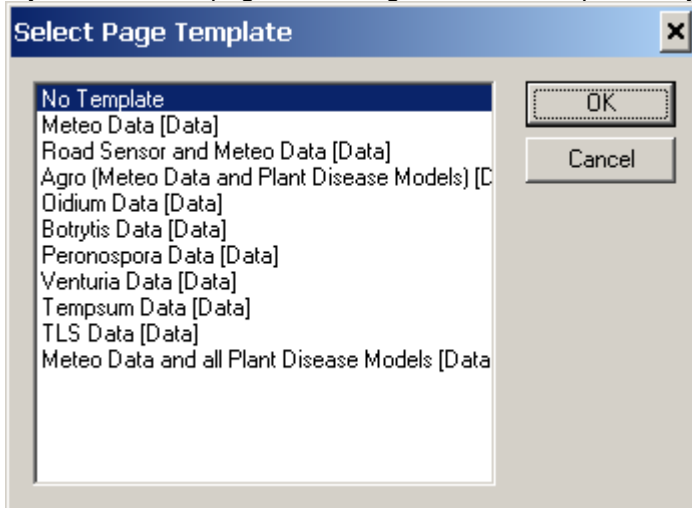 Select Page Template
No Template
Meteo Data [Data]
Road Sensor and Meteo Data [Data]
Agro (Meteo Data and Plant Disease Models) [D
Oidium Data [Data]
Botrytis Data [Data]
Peronospora Data [Data]
Venturia Data [Data]
Tempsum Data [Data]
TLS Data [Data]
Meteo Data and all Plant Disease Models [Data
OK
Cancel